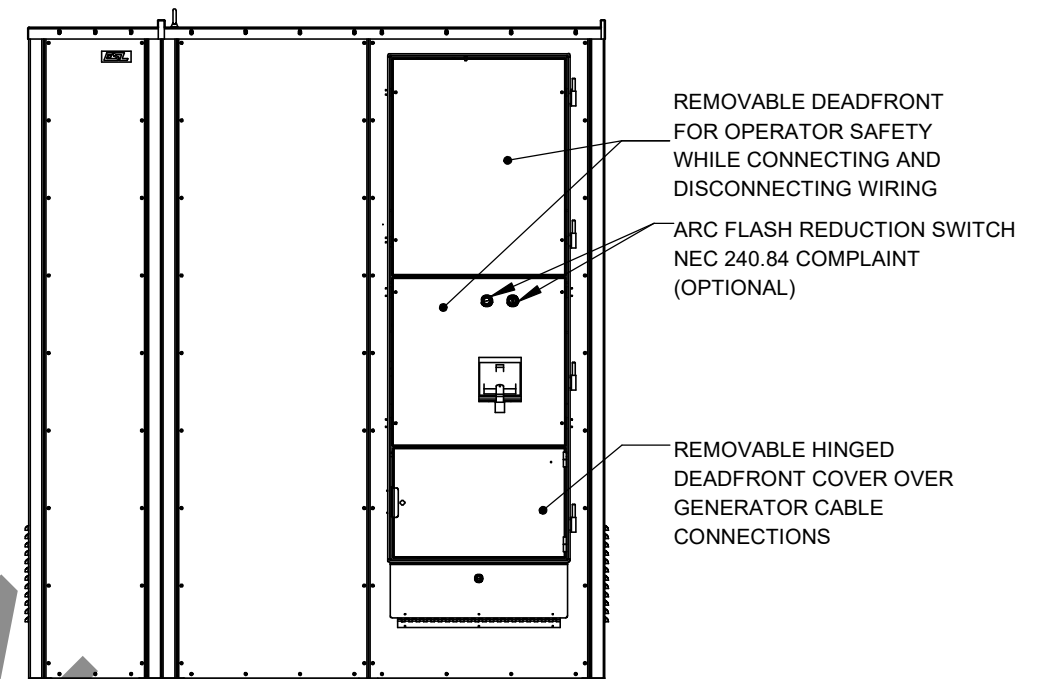 ESL
REMOVABLE DEADFRONT
FOR OPERATOR SAFETY
WHILE CONNECTING AND
DISCONNECTING WIRING
ARC FLASH REDUCTION SWITCH
NEC 240.84 COMPLAINT
(OPTIONAL)
REMOVABLE HINGED
DEADFRONT COVER OVER
GENERATOR CABLE
CONNECTIONS